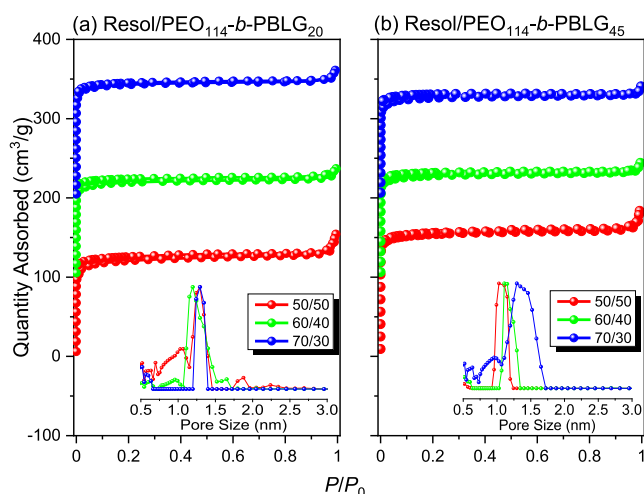 (a) Resol/PEO114-b-PBLG20
(b) Resol/PEO114-b-PBLG45
Quantity Adsorbed (cm3/g)
400
300
200
100
0
-100
50/50
60/40
70/30
0.5 1.0 1.5 2.0 2.5 3.0
Pore Size (nm)
0 0.2 0.4 0.6 0.8 1
50/50
60/40
70/30
0.5 1.0 1.5 2.0 2.5 3.0
Pore Size (nm)
0 0.2 0.4 0.6 0.8 1
P/P0